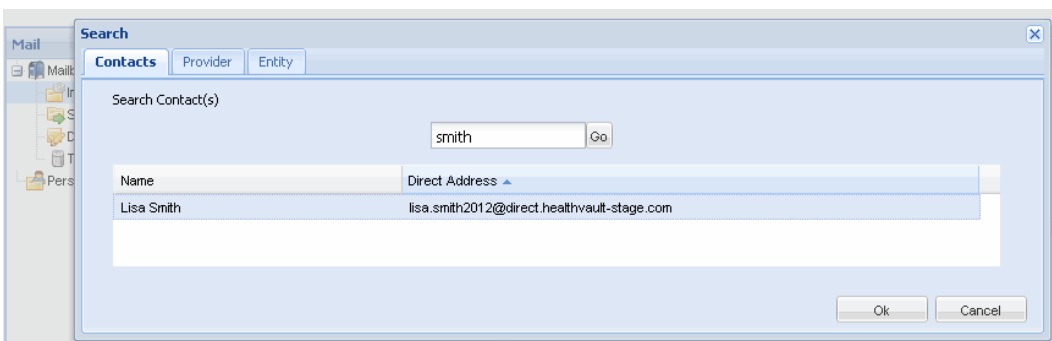 Search
Mail
Contacts Provider Entity
Search Contact(s)
smith Go
Name Direct Address
Lisa Smith lisa.smith2012@direct.healthvault-stage.com
Ok Cancel